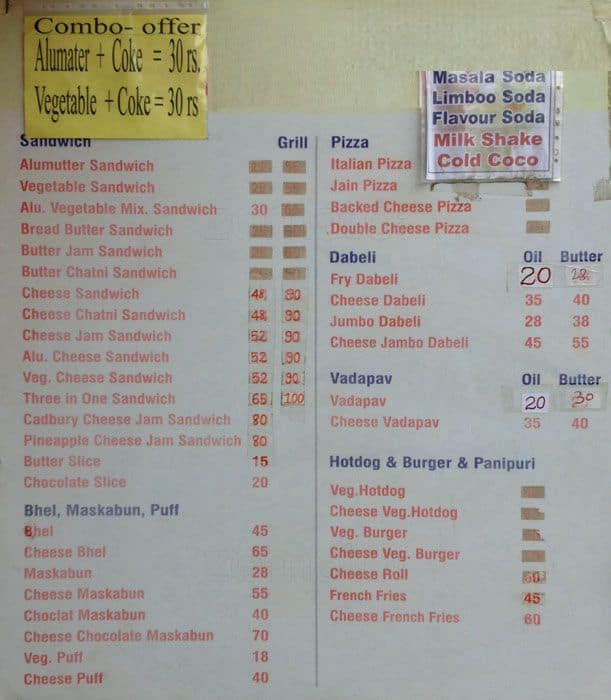 Combo- offer
Alumater + Coke = 30 rs.
Vegetable + Coke = 30 rs
Sandwich Grill
Alumutter Sandwich
Vegetable Sandwich
Alu. Vegetable Mix. Sandwich 30
Bread Butter Sandwich
Butter Jam Sandwich
Butter Chatni Sandwich
Cheese Sandwich 48 90
Cheese Chatni Sandwich 48 90
Cheese Jam Sandwich 52 90
Alu. Cheese Sandwich 52 90
Veg. Cheese Sandwich 52 90
Three in One Sandwich 65 100
Cadbury Cheese Jam Sandwich 80
Pineapple Cheese Jam Sandwich 80
Butter Slice 15
Chocolate Slice 20
Bhel, Maskabun, Puff
Bhel 45
Cheese Bhel 65
Maskabun 28
Cheese Maskabun 55
Choclat Maskabun 40
Cheese Chocolate Maskabun 70
Veg. Puff 18
Cheese Puff 40
Masala Soda
Limboo Soda
Flavour Soda
Milk Shake
Cold Coco
Pizza
Italian Pizza
Jain Pizza
Backed Cheese Pizza
Double Cheese Pizza
Dabeli Oil Butter
Fry Dabeli 20 28
Cheese Dabeli 35 40
Jumbo Dabeli 28 38
Cheese Jambo Dabeli 45 55
Vadapav Oil Butter
Vadapav 20 30
Cheese Vadapav 35 40
Hotdog & Burger & Panipuri
Veg.Hotdog
Cheese Veg.Hotdog
Veg. Burger
Cheese Veg. Burger
Cheese Roll 60
French Fries 45
Cheese French Fries 60